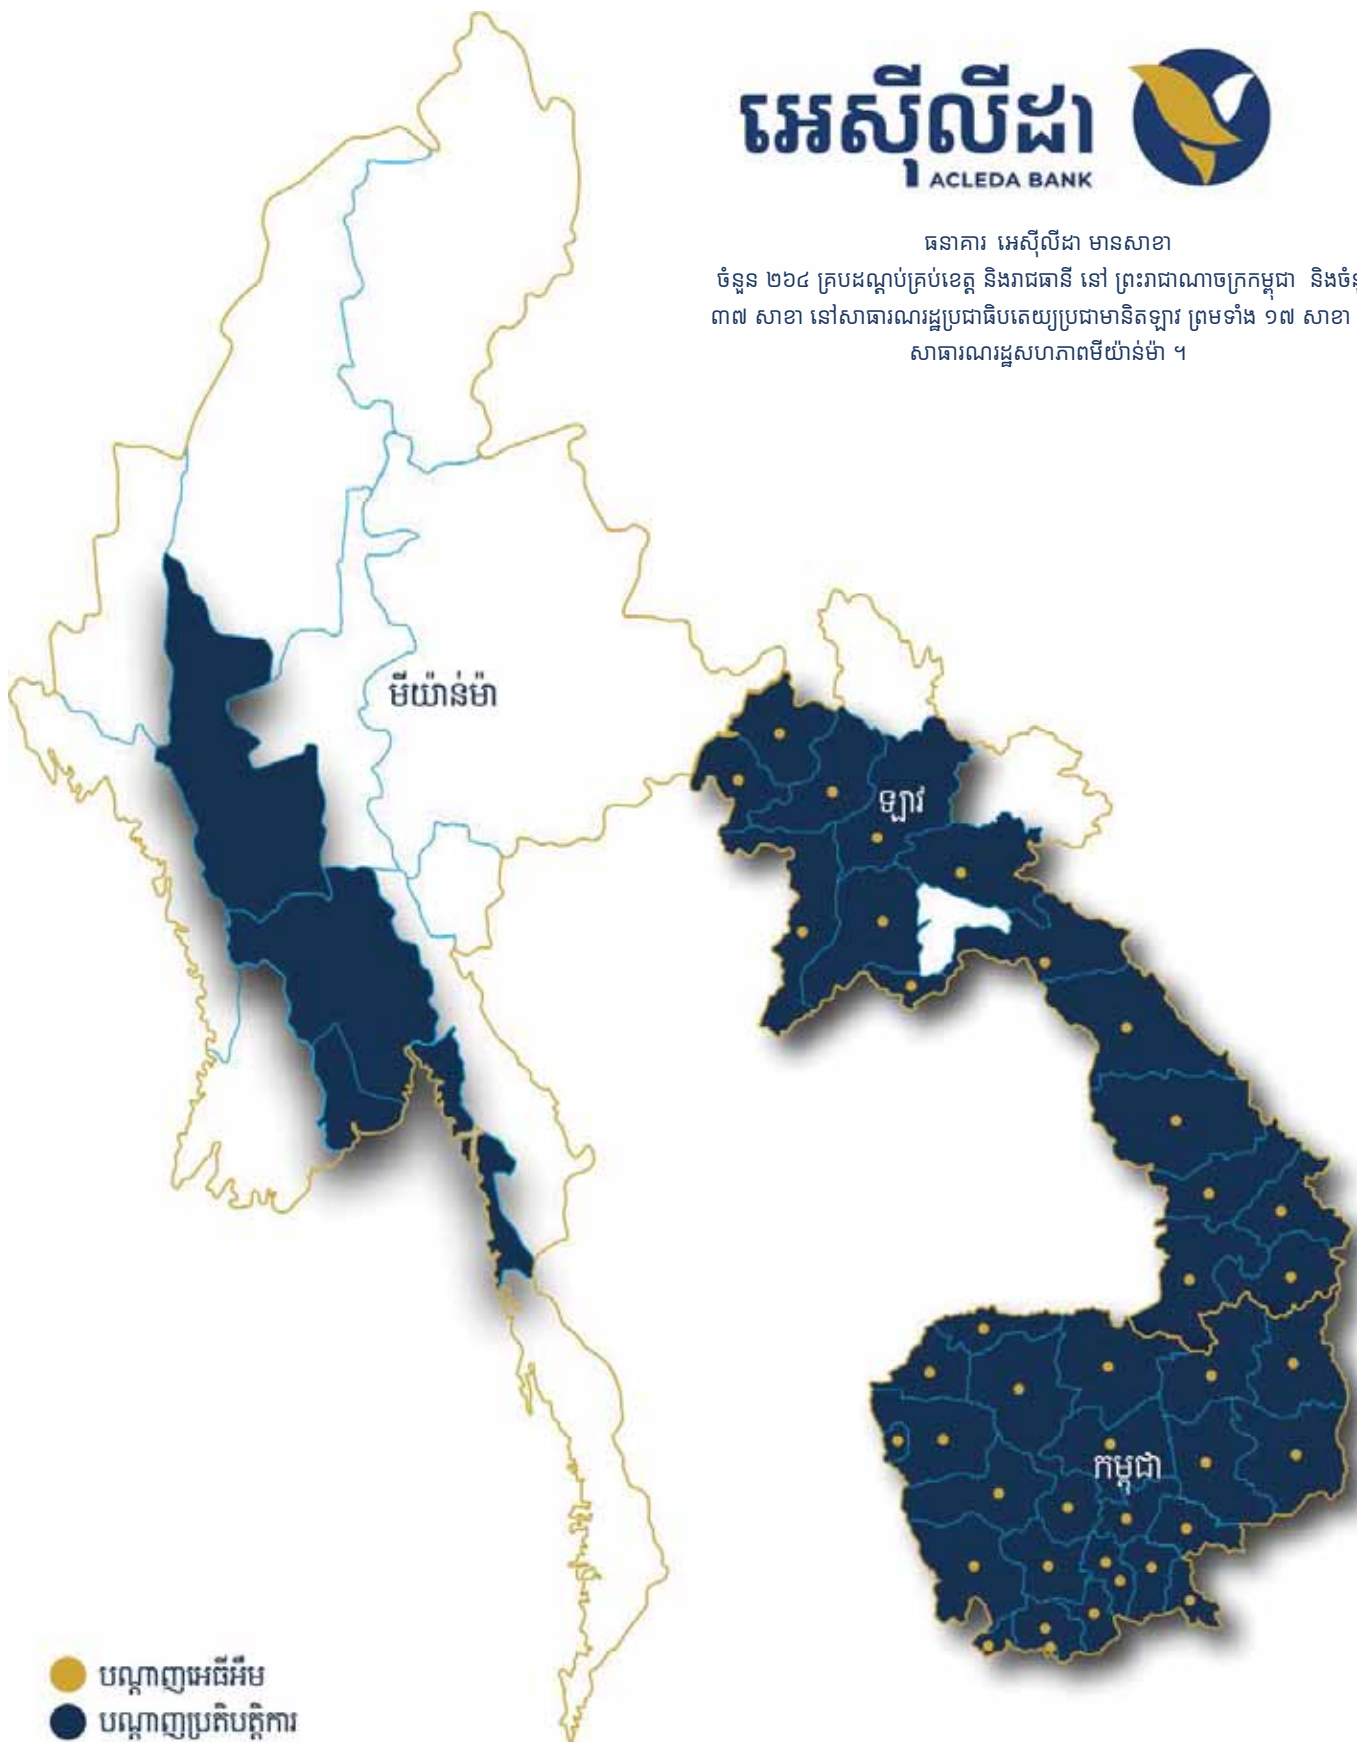 អេស៊ីលីដា
ACLEDA BANK
ធនាគារ អេស៊ីលីដា មានសាខា
ចំនួន ២៦៤ គ្របដណ្តប់គ្រប់ខេត្ត និងរាជធានី នៅ ព្រះរាជាណាចក្រកម្ពុជា
៣៧ សាខា នៅសាធារណរដ្ឋប្រជាធិបតេយ្យប្រជាមានិតឡាវ ព្រមទាំង ១៧ សាខា
សាធារណរដ្ឋសហភាពមីយ៉ាន់ម៉ា ។
មីយ៉ាន់ម៉ា
ឡាវ
កម្ពុជា
បណ្តាញអេធីអឹម
បណ្តាញប្រតិបត្តិការ